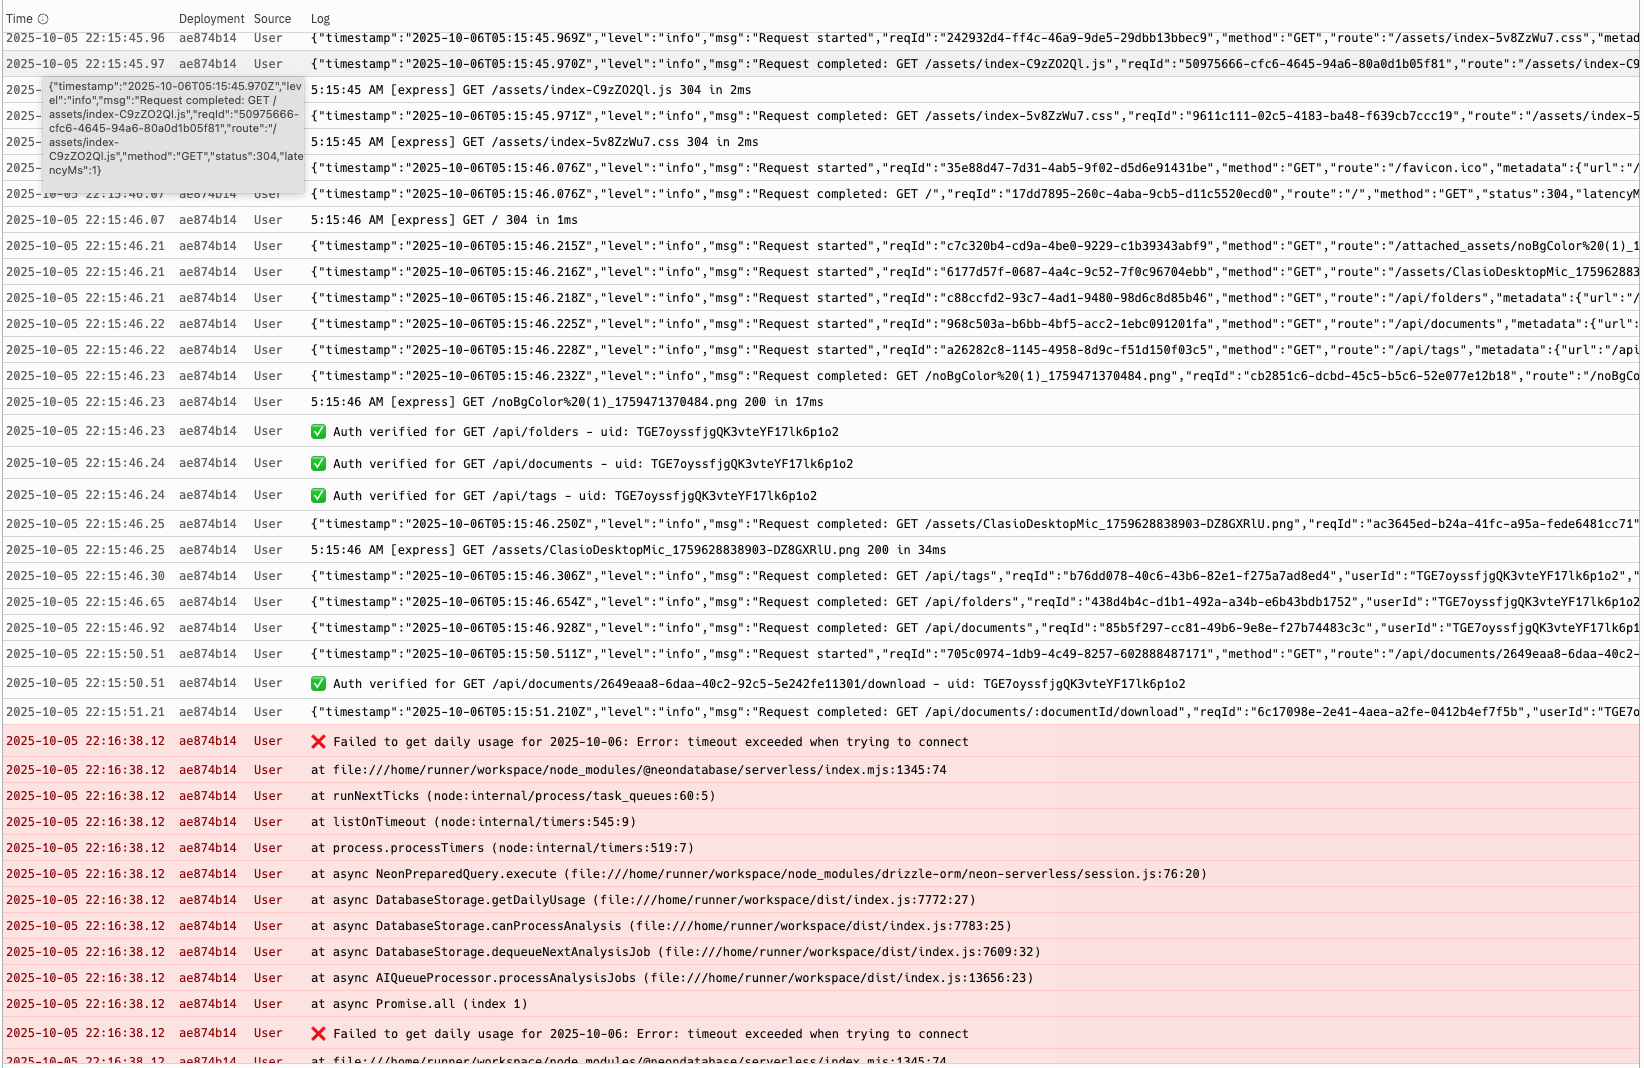 Time Deployment Source Log
2025-10-05 22:15:45.96 ae874b14 User {"timestamp":"2025-10-06T05:15:45.969Z","level":"info","msg":"Request started","reqId":"242932d4-ff4c-46a9-9de5-29dbb13bbec9","method":"GET","route":"/assets/index-5v8ZzWu7.css","metad
2025-10-05 22:15:45.97 ae874b14 User {"timestamp":"2025-10-06T05:15:45.970Z","level":"info","msg":"Request completed: GET /assets/index-C9zZO2Ql.js","reqId":"50975666-cfc6-4645-94a6-80a0d1b05f81","route":"/assets/index-C9
{"timestamp":"2025-10-06T05:15:45.970Z","lev
el":"info","msg":"Request completed: GET /
assets/index-C9zZO2Ql.js","reqId":"50975666-
cfc6-4645-94a6-80a0d1b05f81","route":"/
assets/index-
C9zZO2Ql.js","method":"GET","status":304,"late
ncyMs":1}
2025- User 5:15:45 AM [express] GET /assets/index-C9zZO2Ql.js 304 in 2ms
2025- User {"timestamp":"2025-10-06T05:15:45.971Z","level":"info","msg":"Request completed: GET /assets/index-5v8ZzWu7.css","reqId":"9611c111-02c5-4183-ba48-f639cb7ccc19","route":"/assets/index-5
2025- User 5:15:45 AM [express] GET /assets/index-5v8ZzWu7.css 304 in 2ms
2025- User {"timestamp":"2025-10-06T05:15:46.076Z","level":"info","msg":"Request started","reqId":"35e88d47-7d31-4ab5-9f02-d5d6e91431be","method":"GET","route":"/favicon.ico","metadata":{"url":"/
2025-10-05 22:15:46.07 ae874b14 User {"timestamp":"2025-10-06T05:15:46.076Z","level":"info","msg":"Request completed: GET /","reqId":"17dd7895-260c-4aba-9cb5-d11c5520ecd0","route":"/","method":"GET","status":304,"latencyM
2025-10-05 22:15:46.07 ae874b14 User 5:15:46 AM [express] GET / 304 in 1ms
2025-10-05 22:15:46.21 ae874b14 User {"timestamp":"2025-10-06T05:15:46.215Z","level":"info","msg":"Request started","reqId":"c7c320b4-cd9a-4be0-9229-c1b39343abf9","method":"GET","route":"/attached_assets/noBgColor%20(1)_1
2025-10-05 22:15:46.21 ae874b14 User {"timestamp":"2025-10-06T05:15:46.216Z","level":"info","msg":"Request started","reqId":"6177d57f-0687-4a4c-9c52-7f0c96704ebb","method":"GET","route":"/assets/ClasioDesktopMic_175962883
2025-10-05 22:15:46.21 ae874b14 User {"timestamp":"2025-10-06T05:15:46.218Z","level":"info","msg":"Request started","reqId":"c88ccfd2-93c7-4ad1-9480-98d6c8d85b46","method":"GET","route":"/api/folders","metadata":{"url":"/
2025-10-05 22:15:46.22 ae874b14 User {"timestamp":"2025-10-06T05:15:46.225Z","level":"info","msg":"Request started","reqId":"968c503a-b6bb-4bf5-acc2-1ebc091201fa","method":"GET","route":"/api/documents","metadata":{"url":
2025-10-05 22:15:46.22 ae874b14 User {"timestamp":"2025-10-06T05:15:46.228Z","level":"info","msg":"Request started","reqId":"a26282c8-1145-4958-8d9c-f51d150f03c5","method":"GET","route":"/api/tags","metadata":{"url":"/api
2025-10-05 22:15:46.23 ae874b14 User {"timestamp":"2025-10-06T05:15:46.232Z","level":"info","msg":"Request completed: GET /noBgColor%20(1)_1759471370484.png","reqId":"cb2851c6-dcbd-45c5-b5c6-52e077e12b18","route":"/noBgCo
2025-10-05 22:15:46.23 ae874b14 User 5:15:46 AM [express] GET /noBgColor%20(1)_1759471370484.png 200 in 17ms
2025-10-05 22:15:46.23 ae874b14 User ✅ Auth verified for GET /api/folders - uid: TGE7oyssfjgQK3vteYF17lk6p1o2
2025-10-05 22:15:46.24 ae874b14 User ✅ Auth verified for GET /api/documents - uid: TGE7oyssfjgQK3vteYF17lk6p1o2
2025-10-05 22:15:46.24 ae874b14 User ✅ Auth verified for GET /api/tags - uid: TGE7oyssfjgQK3vteYF17lk6p1o2
2025-10-05 22:15:46.25 ae874b14 User {"timestamp":"2025-10-06T05:15:46.250Z","level":"info","msg":"Request completed: GET /assets/ClasioDesktopMic_1759628838903-DZ8GXRlU.png","reqId":"ac3645ed-b24a-41fc-a95a-fede6481cc71"
2025-10-05 22:15:46.25 ae874b14 User 5:15:46 AM [express] GET /assets/ClasioDesktopMic_1759628838903-DZ8GXRlU.png 200 in 34ms
2025-10-05 22:15:46.30 ae874b14 User {"timestamp":"2025-10-06T05:15:46.306Z","level":"info","msg":"Request completed: GET /api/tags","reqId":"b76dd078-40c6-43b6-82e1-f275a7ad8ed4","userId":"TGE7oyssfjgQK3vteYF17lk6p1o2","
2025-10-05 22:15:46.65 ae874b14 User {"timestamp":"2025-10-06T05:15:46.654Z","level":"info","msg":"Request completed: GET /api/folders","reqId":"438d4b4c-d1b1-492a-a34b-e6b43bdb1752","userId":"TGE7oyssfjgQK3vteYF17lk6p1o2
2025-10-05 22:15:46.92 ae874b14 User {"timestamp":"2025-10-06T05:15:46.928Z","level":"info","msg":"Request completed: GET /api/documents","reqId":"85b5f297-cc81-49b6-9e8e-f27b74483c3c","userId":"TGE7oyssfjgQK3vteYF17lk6p1
2025-10-05 22:15:50.51 ae874b14 User {"timestamp":"2025-10-06T05:15:50.511Z","level":"info","msg":"Request started","reqId":"705c0974-1db9-4c49-8257-602888487171","method":"GET","route":"/api/documents/2649eaa8-6daa-40c2-
2025-10-05 22:15:50.51 ae874b14 User ✅ Auth verified for GET /api/documents/2649eaa8-6daa-40c2-92c5-5e242fe11301/download - uid: TGE7oyssfjgQK3vteYF17lk6p1o2
2025-10-05 22:15:51.21 ae874b14 User {"timestamp":"2025-10-06T05:15:51.210Z","level":"info","msg":"Request completed: GET /api/documents/:documentId/download","reqId":"6c17098e-2e41-4aea-a2fe-0412b4ef7f5b","userId":"TGE7o
2025-10-05 22:16:38.12 ae874b14 User ❌ Failed to get daily usage for 2025-10-06: Error: timeout exceeded when trying to connect
2025-10-05 22:16:38.12 ae874b14 User at file:///home/runner/workspace/node_modules/@neondatabase/serverless/index.mjs:1345:74
2025-10-05 22:16:38.12 ae874b14 User at runNextTicks (node:internal/process/task_queues:60:5)
2025-10-05 22:16:38.12 ae874b14 User at listOnTimeout (node:internal/timers:545:9)
2025-10-05 22:16:38.12 ae874b14 User at process.processTimers (node:internal/timers:519:7)
2025-10-05 22:16:38.12 ae874b14 User at async NeonPreparedQuery.execute (file:///home/runner/workspace/node_modules/drizzle-orm/neon-serverless/session.js:76:20)
2025-10-05 22:16:38.12 ae874b14 User at async DatabaseStorage.getDailyUsage (file:///home/runner/workspace/dist/index.js:7772:27)
2025-10-05 22:16:38.12 ae874b14 User at async DatabaseStorage.canProcessAnalysis (file:///home/runner/workspace/dist/index.js:7783:25)
2025-10-05 22:16:38.12 ae874b14 User at async DatabaseStorage.dequeueNextAnalysisJob (file:///home/runner/workspace/dist/index.js:7609:32)
2025-10-05 22:16:38.12 ae874b14 User at async AIQueueProcessor.processAnalysisJobs (file:///home/runner/workspace/dist/index.js:13656:23)
2025-10-05 22:16:38.12 ae874b14 User at async Promise.all (index 1)
2025-10-05 22:16:38.12 ae874b14 User ❌ Failed to get daily usage for 2025-10-06: Error: timeout exceeded when trying to connect
2025-10-05 22:16:38.12 ae874b14 User at file:///home/runner/workspace/node_modules/@neondatabase/serverless/index.mjs:1345:74